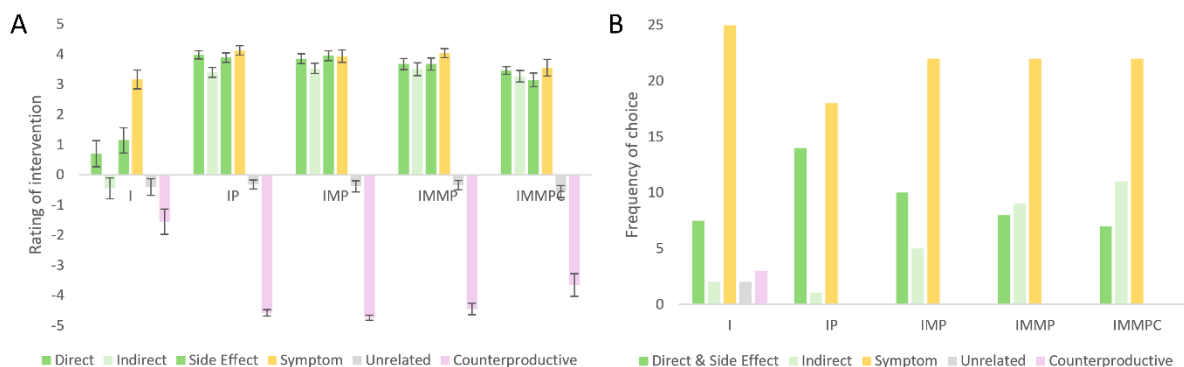 A
Rating of intervention
5
4
3
2
1
0
-1
-2
-3
-4
-5
I IP IMP IMMP IMMPC
Direct Indirect Side Effect Symptom Unrelated Counterproductive
B
Frequency of choice
25
20
15
10
5
0
I IP IMP IMMP IMMPC
Direct & Side Effect Indirect Symptom Unrelated Counterproductive